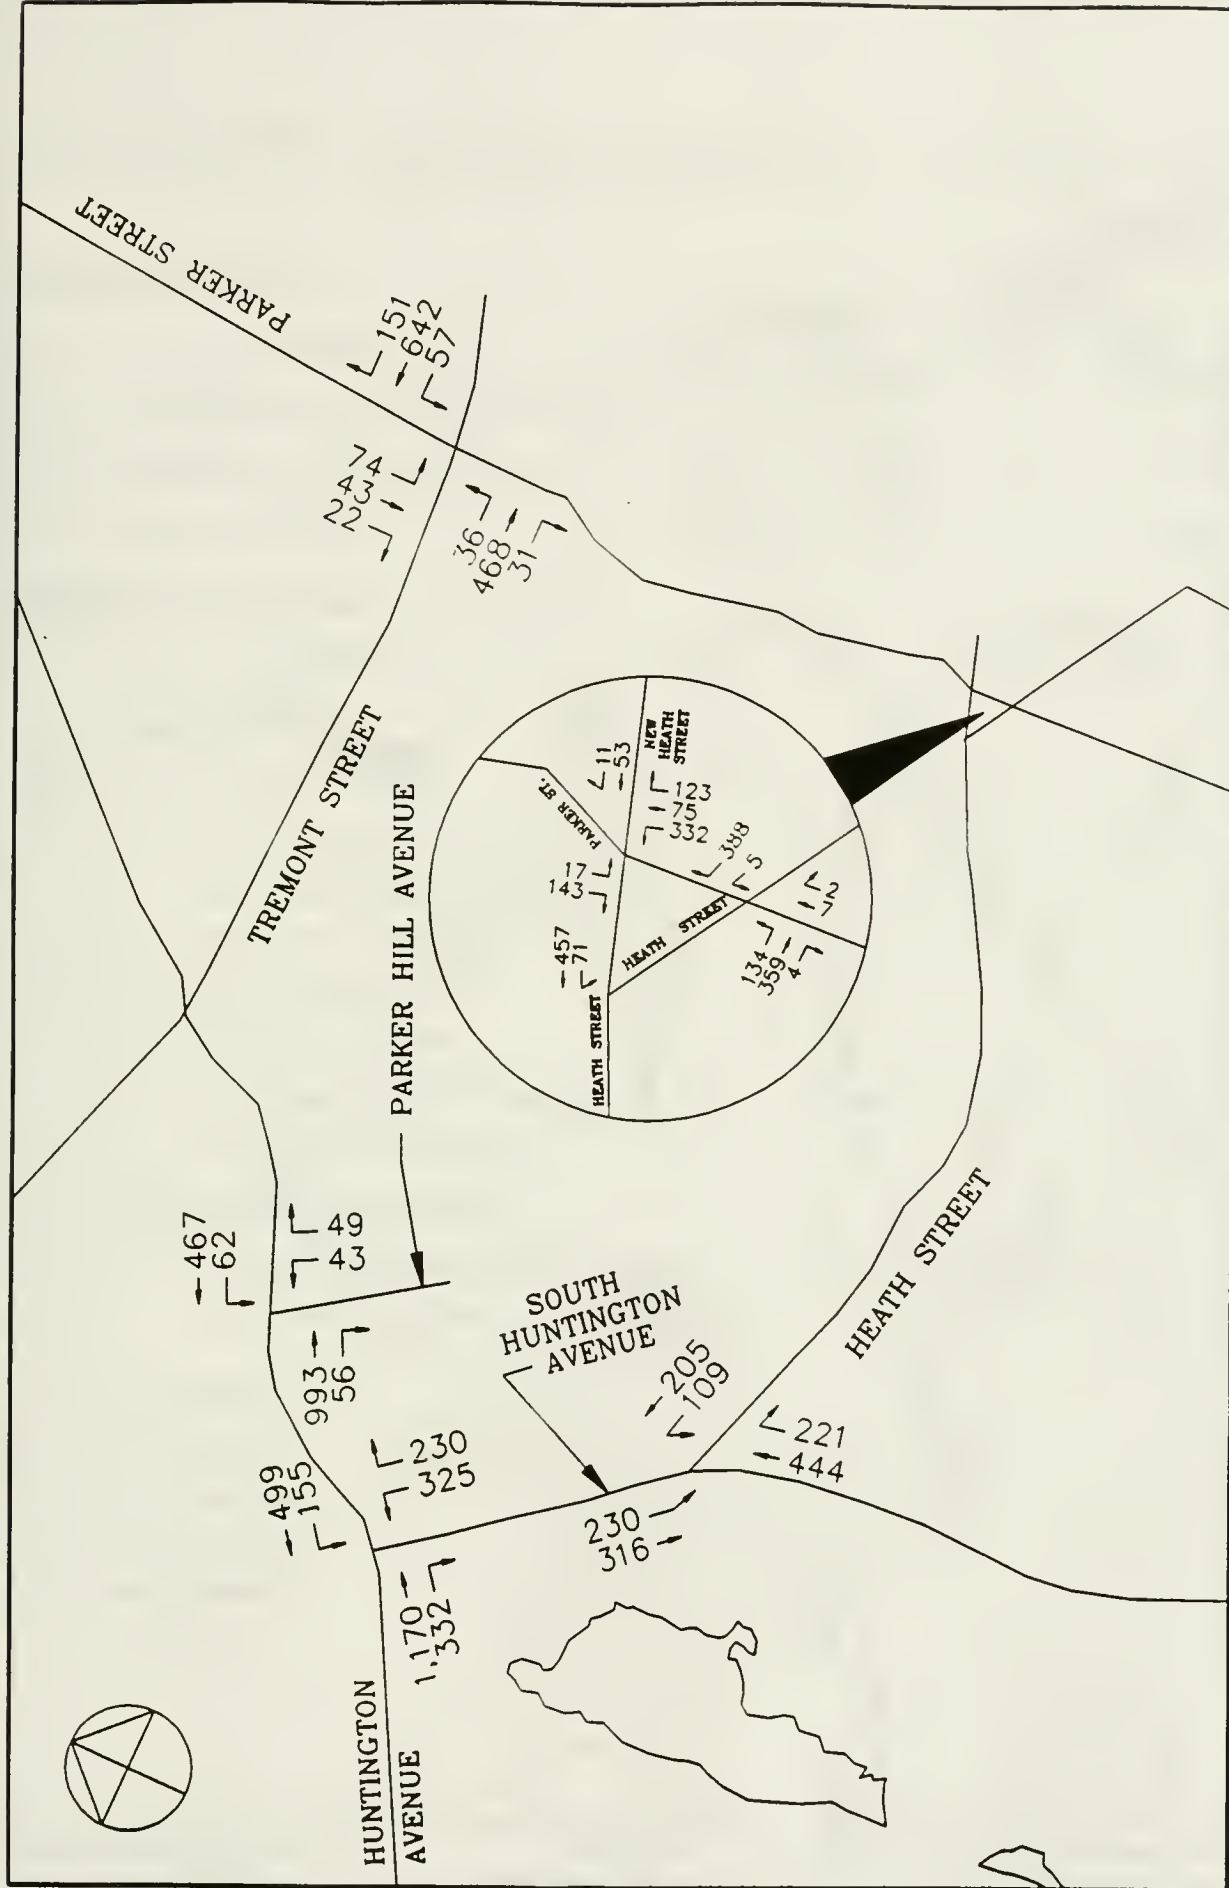 PARKER STREET
151
642
57
74
43
22
36
468
31
TREMONT STREET
PARKER HILL AVENUE
NEW
HEATH
STREET
11
53
PARKER ST.
123
75
332
17
143
388
5
2
7
457
71
HEATH STREET
HEATH STREET
134
359
4
467
62
49
43
993
56
SOUTH
HUNTINGTON
AVENUE
205
109
HEATH STREET
230
325
499
155
221
444
230
316
1,170
332
HUNTINGTON
AVENUE